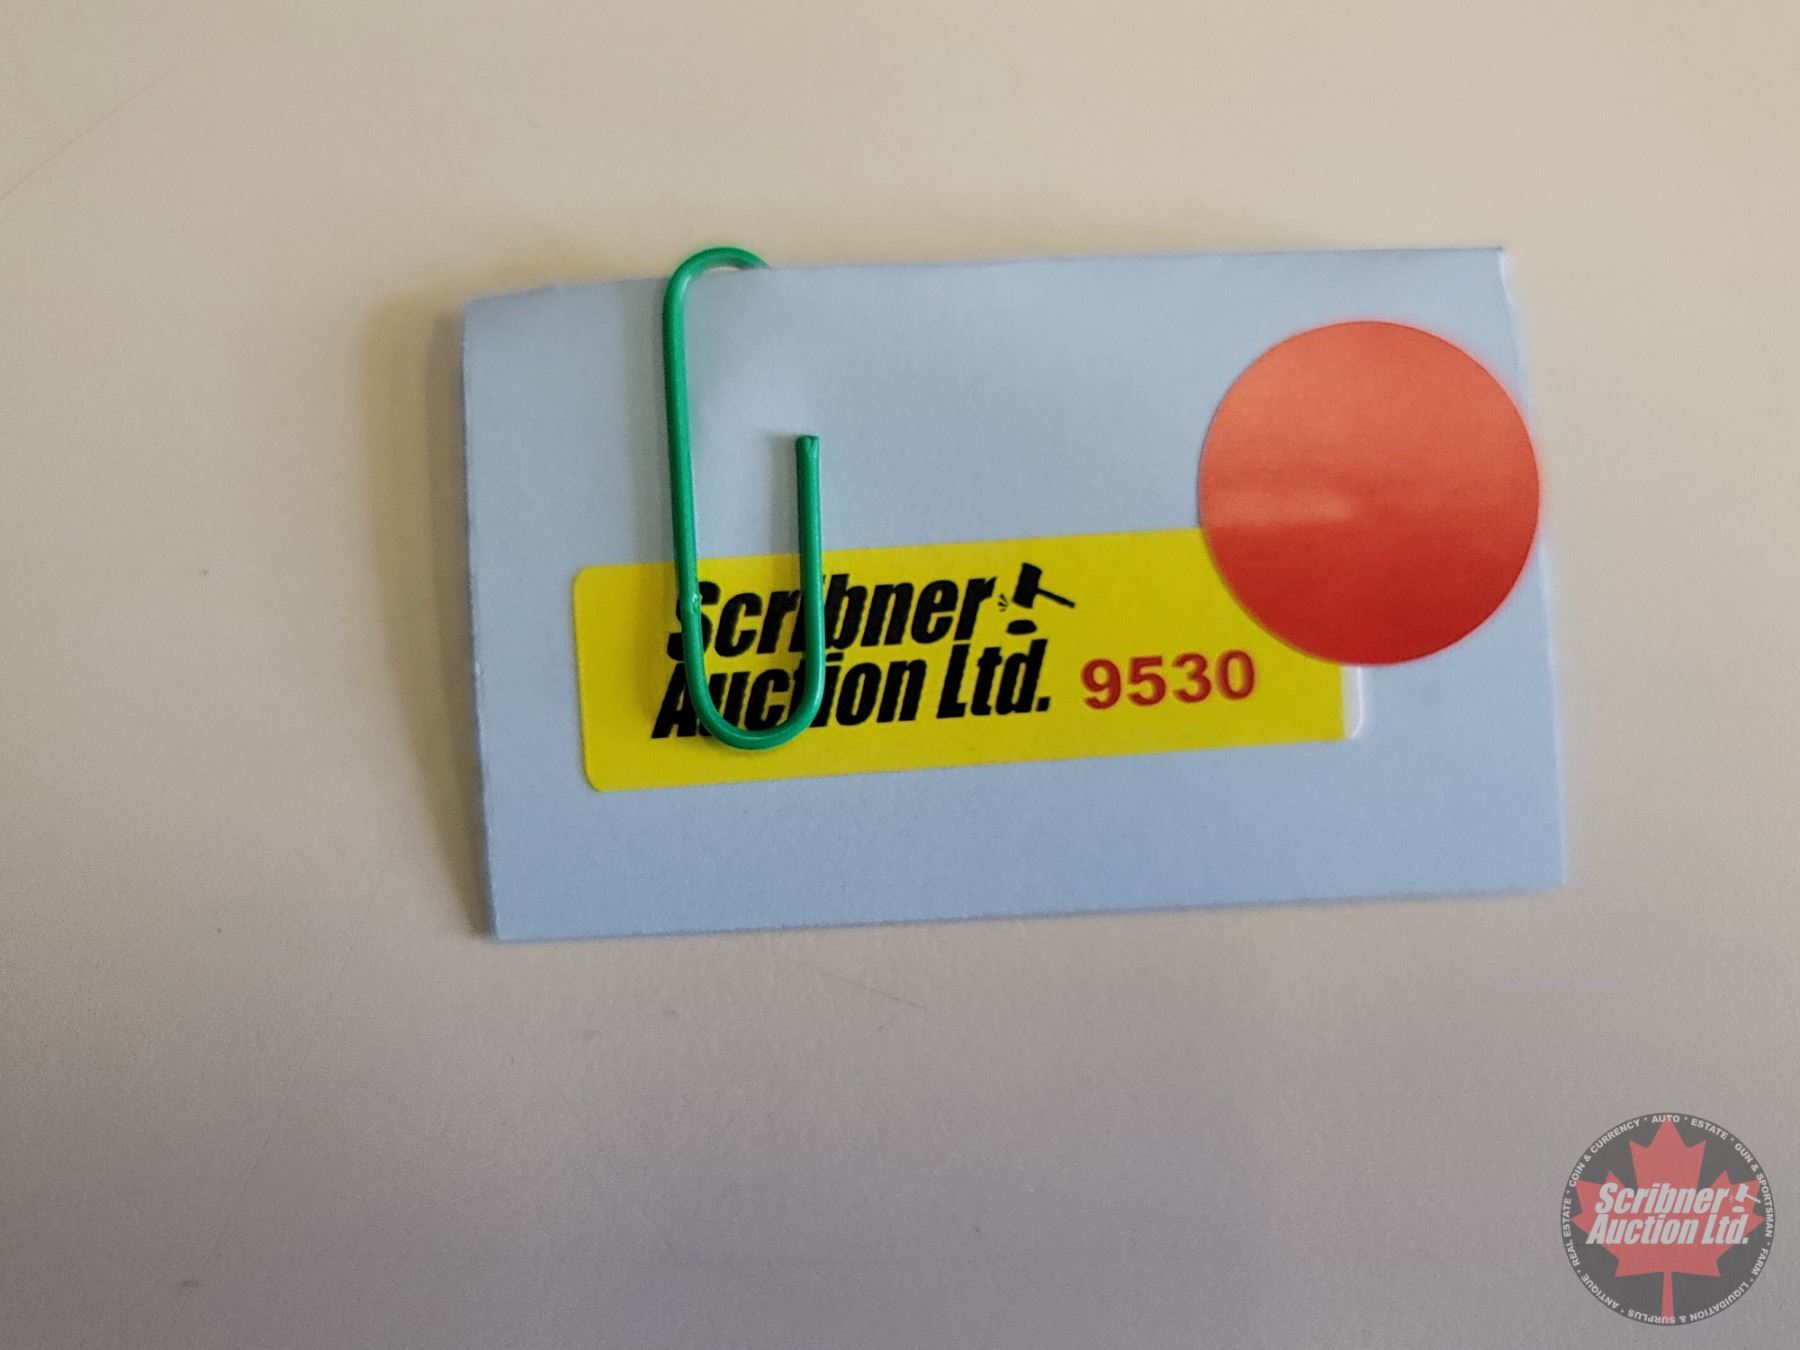 Scribner
Auction Ltd. 9530
COIN & CURRENCY * AUTO * ESTATE * GUN & SPORTSMAN * FARM * LIQUIDATION & SURPLUS * ANTIQUE * REAL ESTATE *
Scribner
Auction Ltd.